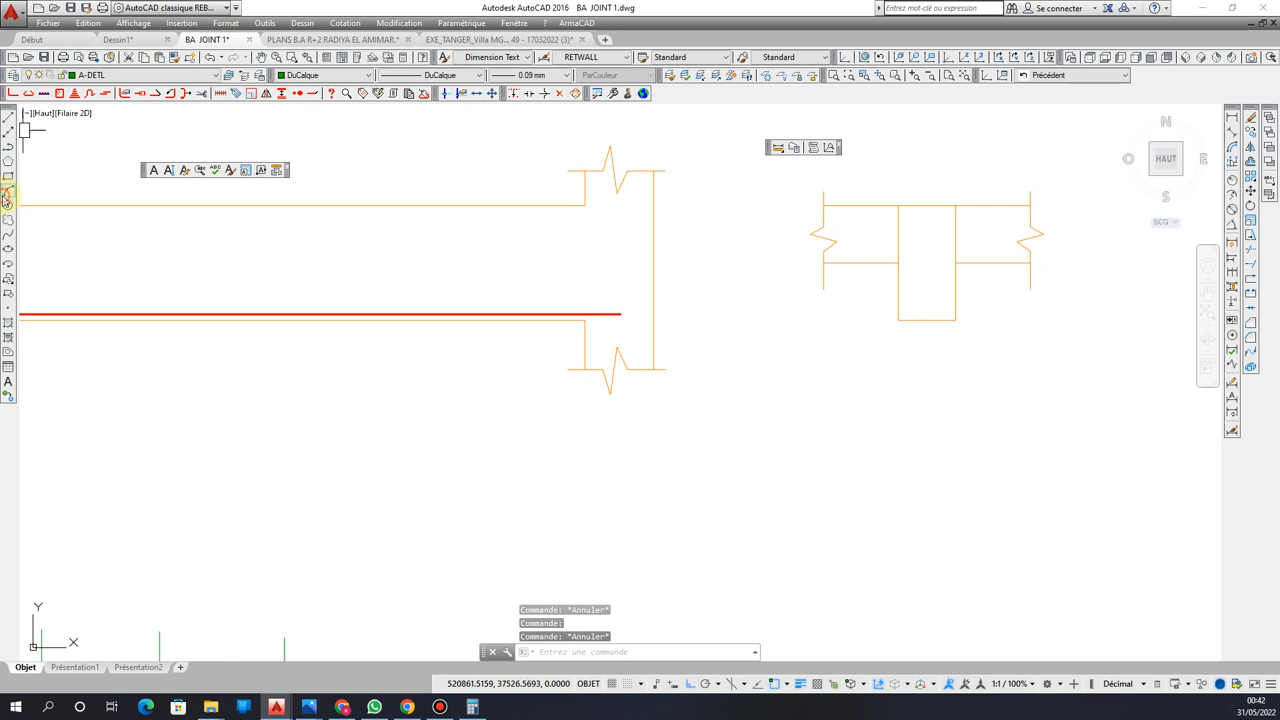 AutoCAD classique REB...
Autodesk AutoCAD 2016 BA JOINT 1.dwg
Entrez mot-clé ou expression
Se connecter
Fichier Edition Affichage Insertion Format Outils Dessin Cotation Modification Paramétrique Fenêtre ? ArmaCAD
Début Dessin1* BA JOINT 1* PLANS B.A R+2 RADIYA EL AMIMAR.* EXE_TANGER_Villa MG... 49 - 17032022 (3)*
Dimension Text Standard RETWALL Standard
A-DETL DuCalque DuCalque 0.09 mm ParCouleur Précédent
[−][Haut][Filaire 2D]
N
O HAUT E
S
SCG
Y
X
Commande: *Annuler*
Commande:
Commande: *Annuler*
Entrez une commande
Objet Présentation1 Présentation2 +
520861.5159, 37526.5693, 0.0000 OBJET 1:1 / 100% Décimal
00:42
31/05/2022